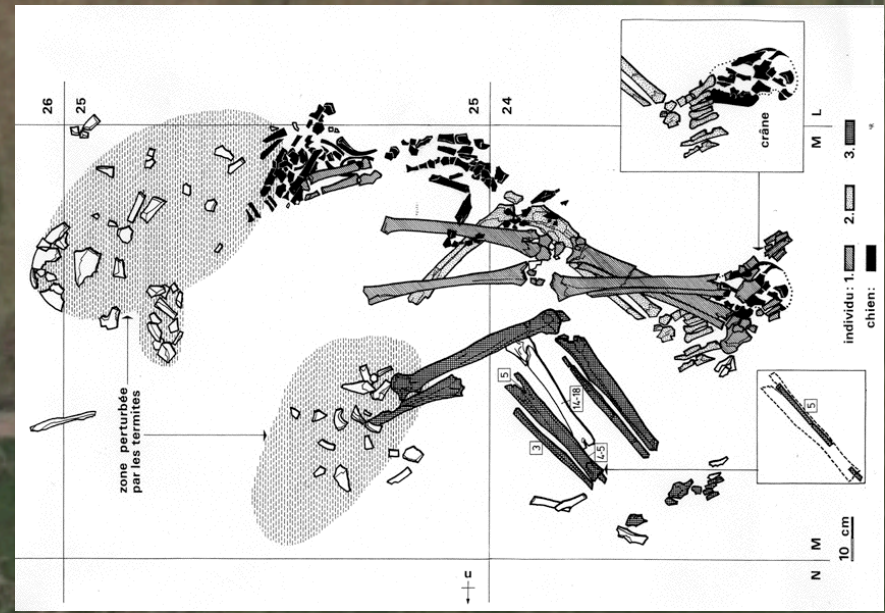 26
25
25
24
L
M
crâne
individu: 1. 2. 3.
chien:
zone perturbée
par les termites
5
14-18
3
4-5
5
n
N M
10 cm